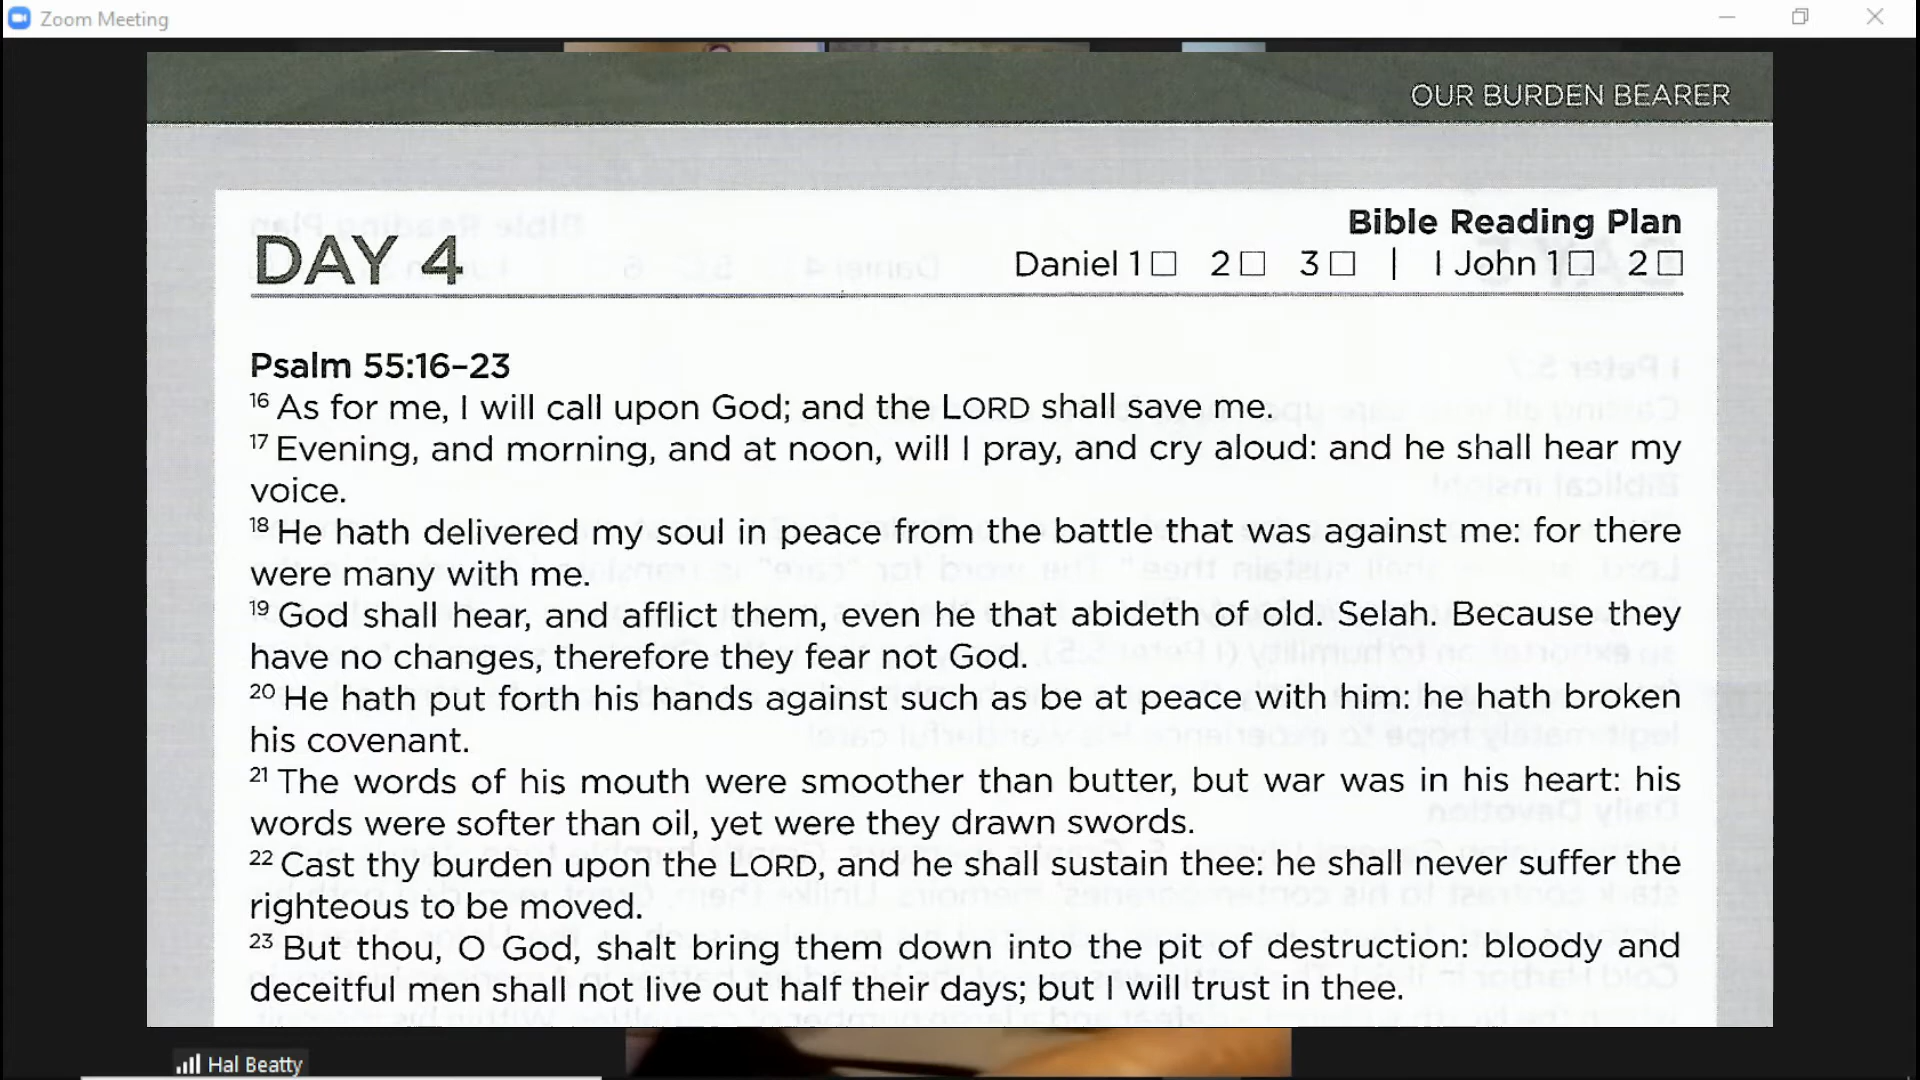 Zoom Meeting
OUR BURDEN BEARER
Bible Reading Plan
DAY 4
Daniel 1 □ 2 □ 3 □ | I John 1 □ 2 □
Psalm 55:16–23
16 As for me, I will call upon God; and the LORD shall save me.
17 Evening, and morning, and at noon, will I pray, and cry aloud: and he shall hear my
voice.
18 He hath delivered my soul in peace from the battle that was against me: for there
were many with me.
19 God shall hear, and afflict them, even he that abideth of old. Selah. Because they
have no changes, therefore they fear not God.
20 He hath put forth his hands against such as be at peace with him: he hath broken
his covenant.
21 The words of his mouth were smoother than butter, but war was in his heart: his
words were softer than oil, yet were they drawn swords.
22 Cast thy burden upon the LORD, and he shall sustain thee: he shall never suffer the
righteous to be moved.
23 But thou, O God, shalt bring them down into the pit of destruction: bloody and
deceitful men shall not live out half their days; but I will trust in thee.
Hal Beatty